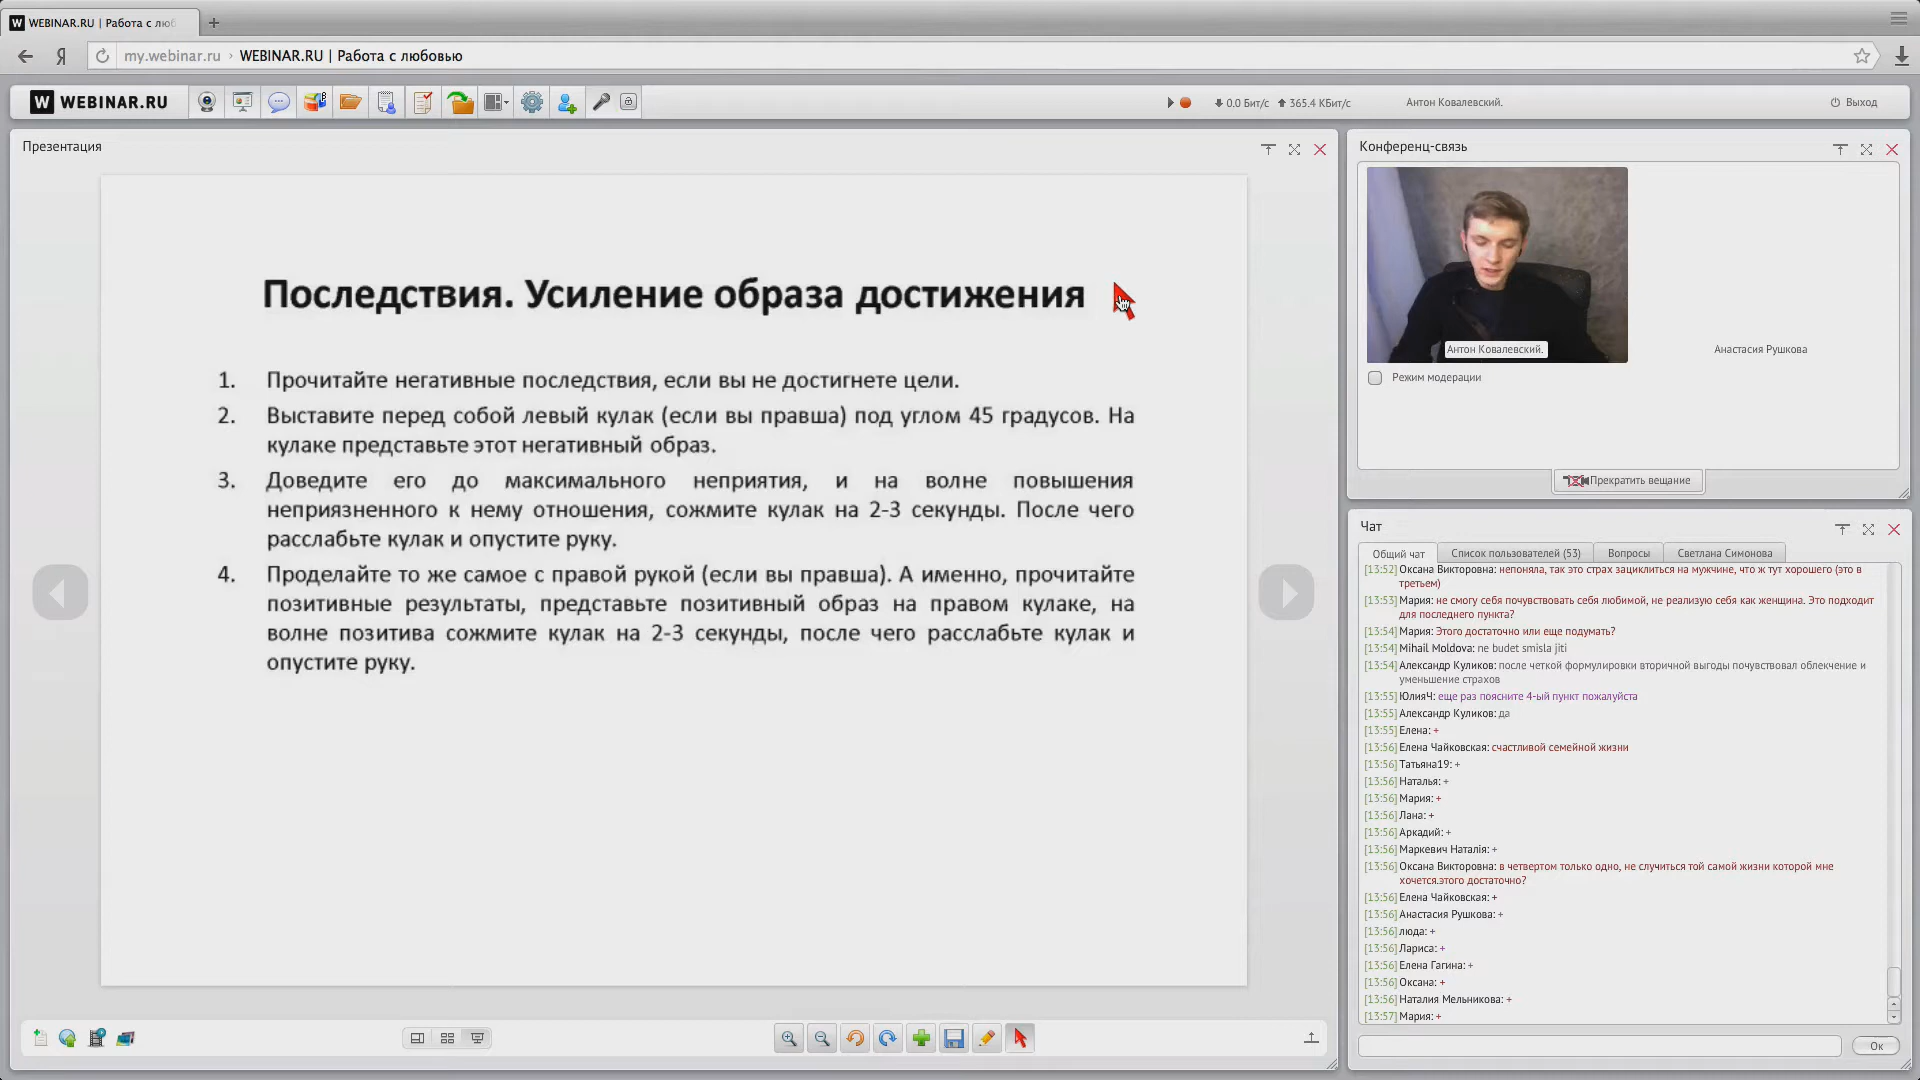 WEBINAR.RU | Работа с люб
my.webinar.ru › WEBINAR.RU | Работа с любовью
WEBINAR.RU
0.0 Бит/с 365.4 КБит/с
Антон Ковалевский.
Выход
Презентация
Последствия. Усиление образа достижения
1. Прочитайте негативные последствия, если вы не достигнете цели.
2. Выставите перед собой левый кулак (если вы правша) под углом 45 градусов. На
кулаке представьте этот негативный образ.
3. Доведите его до максимального неприятия, и на волне повышения
неприязненного к нему отношения, сожмите кулак на 2-3 секунды. После чего
расслабьте кулак и опустите руку.
4. Проделайте то же самое с правой рукой (если вы правша). А именно, прочитайте
позитивные результаты, представьте позитивный образ на правом кулаке, на
волне позитива сожмите кулак на 2-3 секунды, после чего расслабьте кулак и
опустите руку.
Конференц-связь
Антон Ковалевский.
Анастасия Рушкова
Режим модерации
Прекратить вещание
Чат
Общий чат
Список пользователей (53)
Вопросы
Светлана Симонова
[13:52] Оксана Викторовна: непоняла, так это страх зациклиться на мужчине, что ж тут хорошего (это в
третьем)
[13:53] Мария: не смогу себя почувствовать себя любимой, не реализую себя как женщина. Это подходит
для последнего пункта?
[13:54] Мария: Этого достаточно или еще подумать?
[13:54] Mihail Moldova: ne budet smisla jiti
[13:54] Александр Куликов: после четкой формулировки вторичной выгоды почувствовал облекчение и
уменьшение страхов
[13:55] ЮлияЧ: еще раз поясните 4-ый пункт пожалуйста
[13:55] Александр Куликов: да
[13:55] Елена: +
[13:56] Елена Чайковская: счастливой семейной жизни
[13:56] Татьяна19: +
[13:56] Наталья: +
[13:56] Мария: +
[13:56] Лана: +
[13:56] Аркадий: +
[13:56] Маркевич Наталія: +
[13:56] Оксана Викторовна: в четвертом только одно, не случиться той самой жизни которой мне
хочется.этого достаточно?
[13:56] Елена Чайковская: +
[13:56] Анастасия Рушкова: +
[13:56] люда: +
[13:56] Лариса: +
[13:56] Елена Гагина: +
[13:56] Оксана: +
[13:56] Наталия Мельникова: +
[13:57] Мария: +
Ок